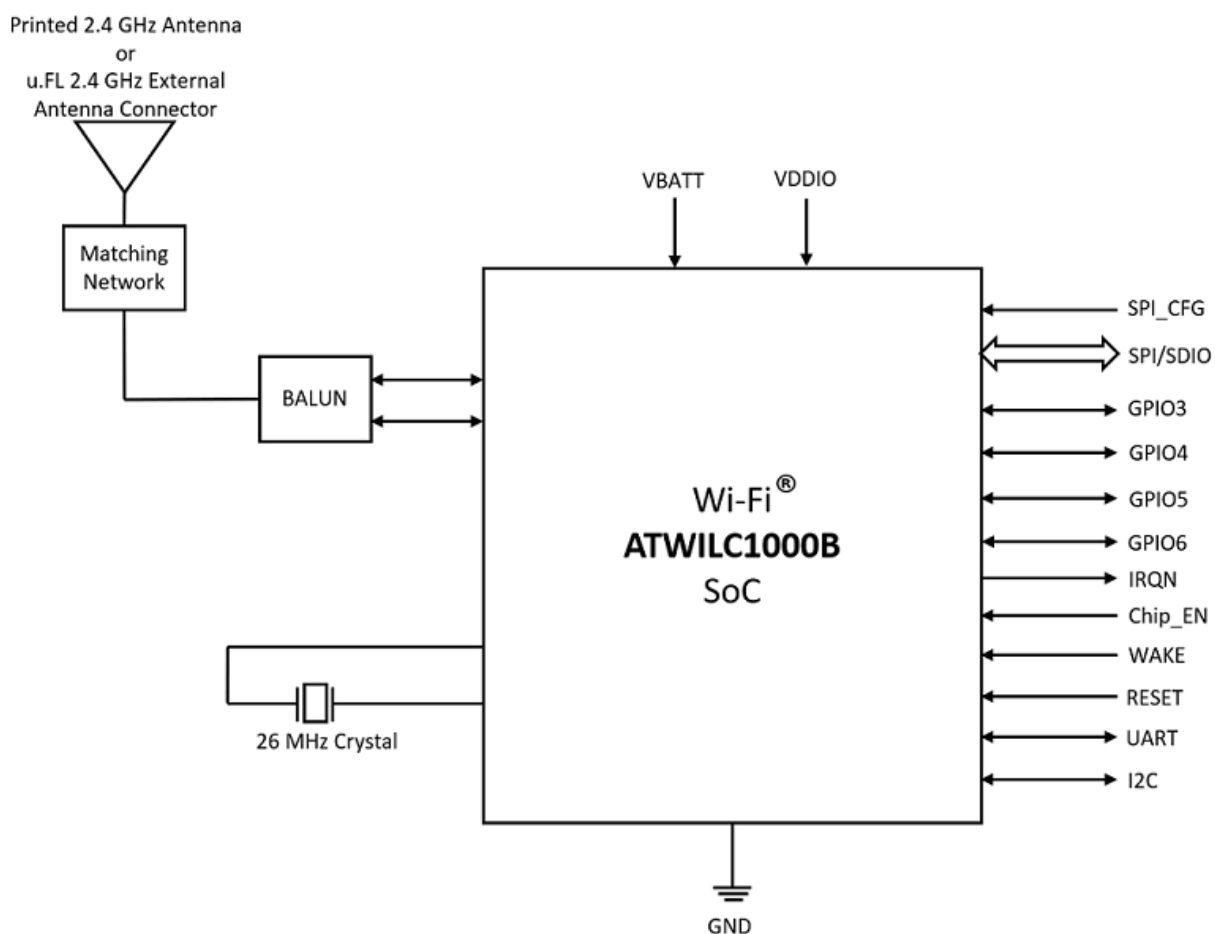 Printed 2.4 GHz Antenna
or
u.FL 2.4 GHz External
Antenna Connector
Matching
Network
BALUN
26 MHz Crystal
VBATT
VDDIO
Wi-Fi®
ATWILC1000B
SoC
SPI_CFG
SPI/SDIO
GPIO3
GPIO4
GPIO5
GPIO6
IRQN
Chip_EN
WAKE
RESET
UART
I2C
GND